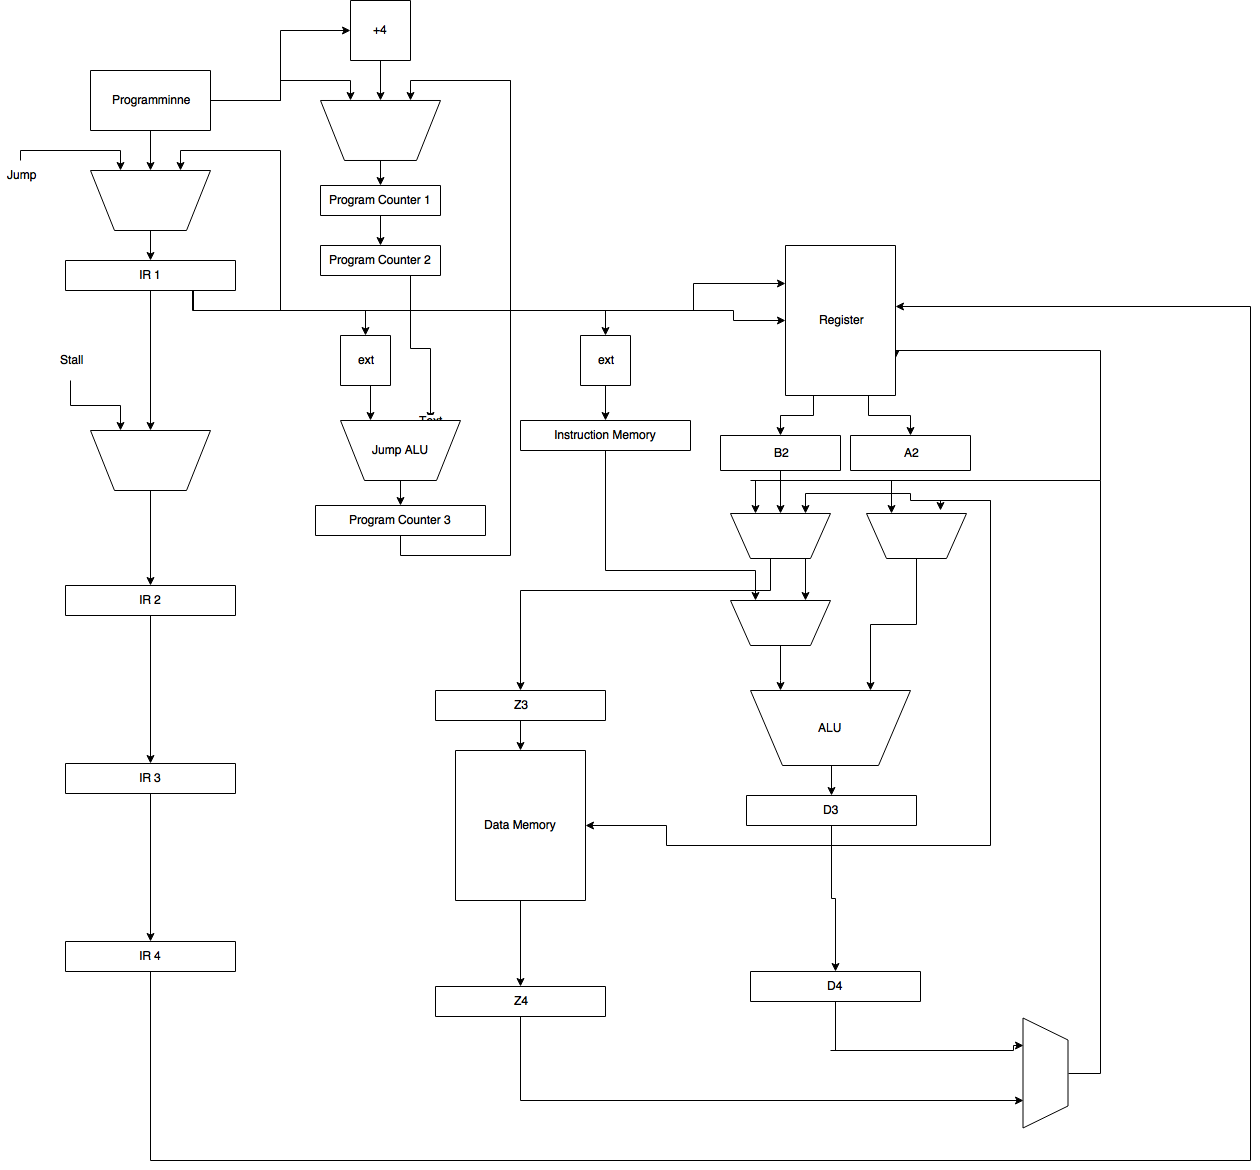 +4
Programminne
Jump
Program Counter 1
Program Counter 2
IR 1
Register
Stall
ext
ext
Text
Jump ALU
Instruction Memory
B2
A2
Program Counter 3
IR 2
Z3
ALU
IR 3
D3
Data Memory
IR 4
D4
Z4